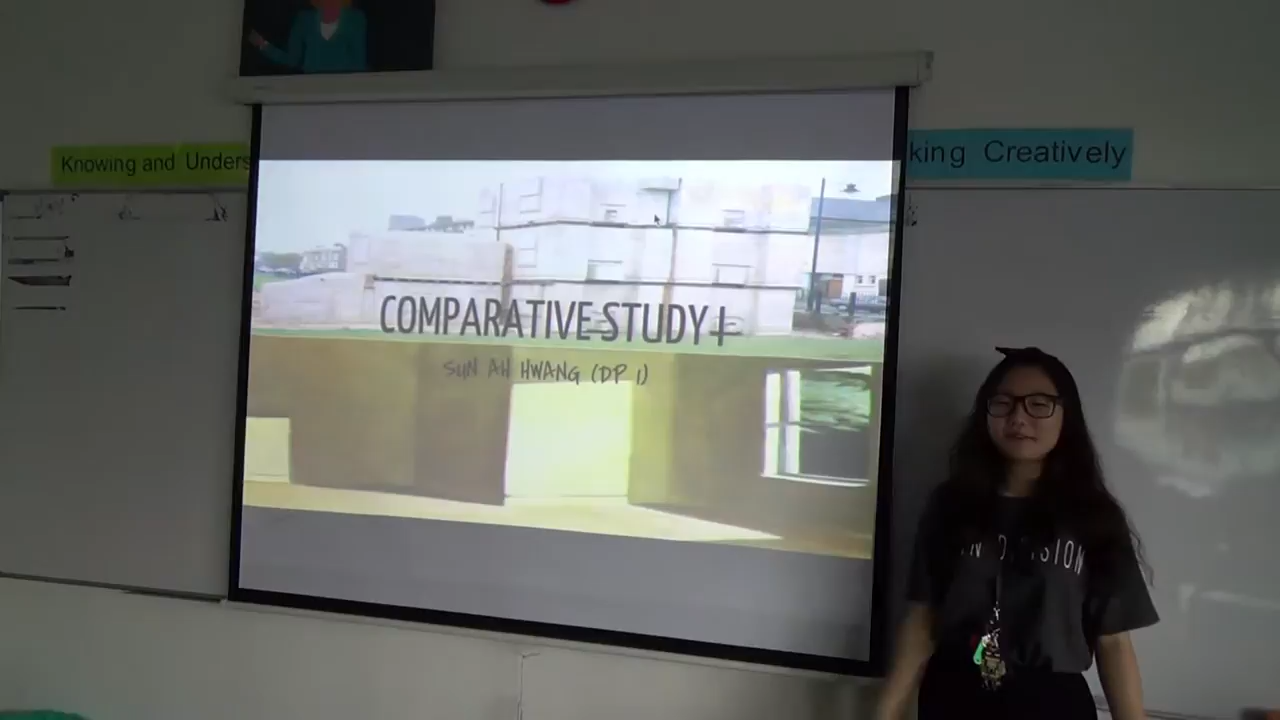 Knowing and Unders
king Creatively
COMPARATIVE STUDY I
SUN AH HWANG (DP 1)